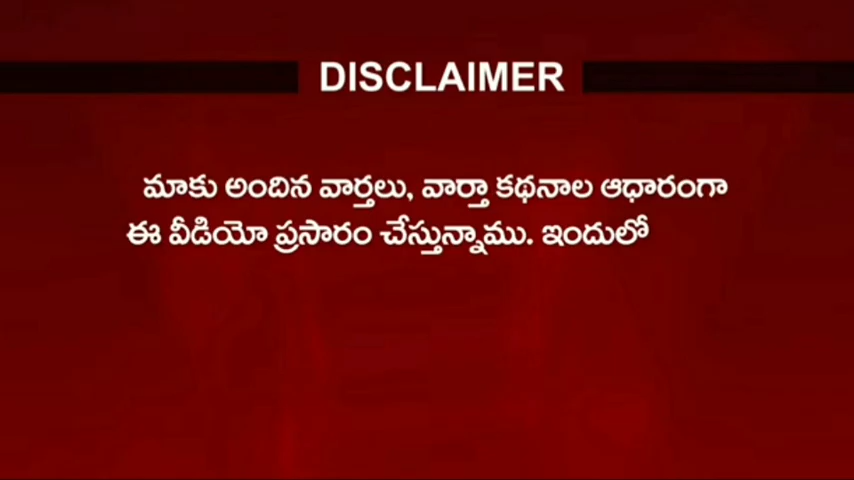 DISCLAIMER
మాకు అందిన వార్తలు, వార్తా కథనాల ఆధారంగా
ఈ వీడియో ప్రసారం చేస్తున్నాము. ఇందులో